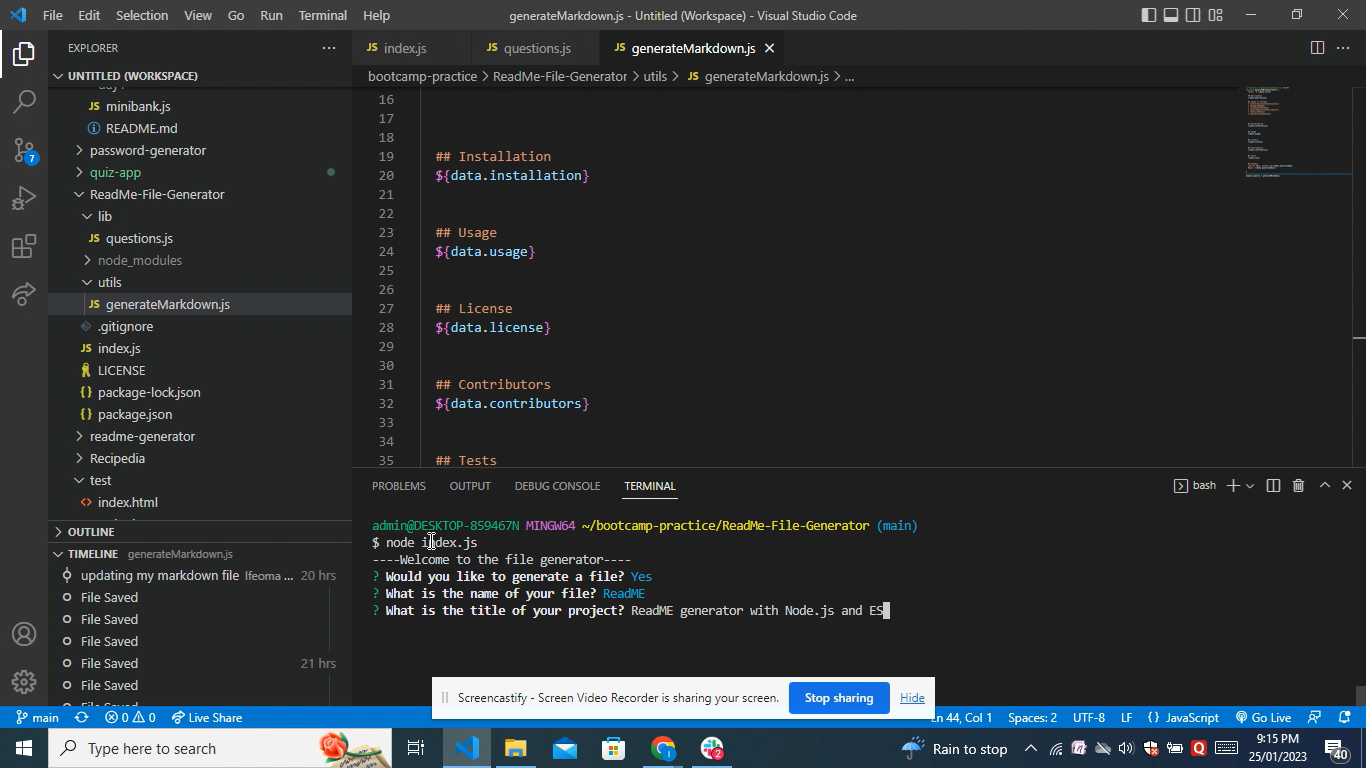 File Edit Selection View Go Run Terminal Help
generateMarkdown.js - Untitled (Workspace) - Visual Studio Code
EXPLORER
UNTITLED (WORKSPACE)
JS minibank.js
README.md
password-generator
quiz-app
ReadMe-File-Generator
lib
JS questions.js
node_modules
utils
JS generateMarkdown.js
.gitignore
JS index.js
LICENSE
{} package-lock.json
{} package.json
readme-generator
Recipedia
test
<> index.html
OUTLINE
TIMELINE generateMarkdown.js
updating my markdown file Ifeoma ... 20 hrs
File Saved
File Saved
File Saved
File Saved 21 hrs
File Saved
JS index.js JS questions.js JS generateMarkdown.js
bootcamp-practice > ReadMe-File-Generator > utils > JS generateMarkdown.js > ...
16
17
18
19 ## Installation
20 ${data.installation}
21
22
23 ## Usage
24 ${data.usage}
25
26
27 ## License
28 ${data.license}
29
30
31 ## Contributors
32 ${data.contributors}
33
34
35 ## Tests
PROBLEMS OUTPUT DEBUG CONSOLE TERMINAL bash
admin@DESKTOP-859467N MINGW64 ~/bootcamp-practice/ReadMe-File-Generator (main)
$ node index.js
----Welcome to the file generator----
? Would you like to generate a file? Yes
? What is the name of your file? ReadME
? What is the title of your project? ReadME generator with Node.js and ES
Screencastify - Screen Video Recorder is sharing your screen. Stop sharing Hide
main 0 0 Live Share Ln 44, Col 1 Spaces: 2 UTF-8 LF {} JavaScript Go Live
Type here to search
Rain to stop
9:15 PM
25/01/2023
7
2
40